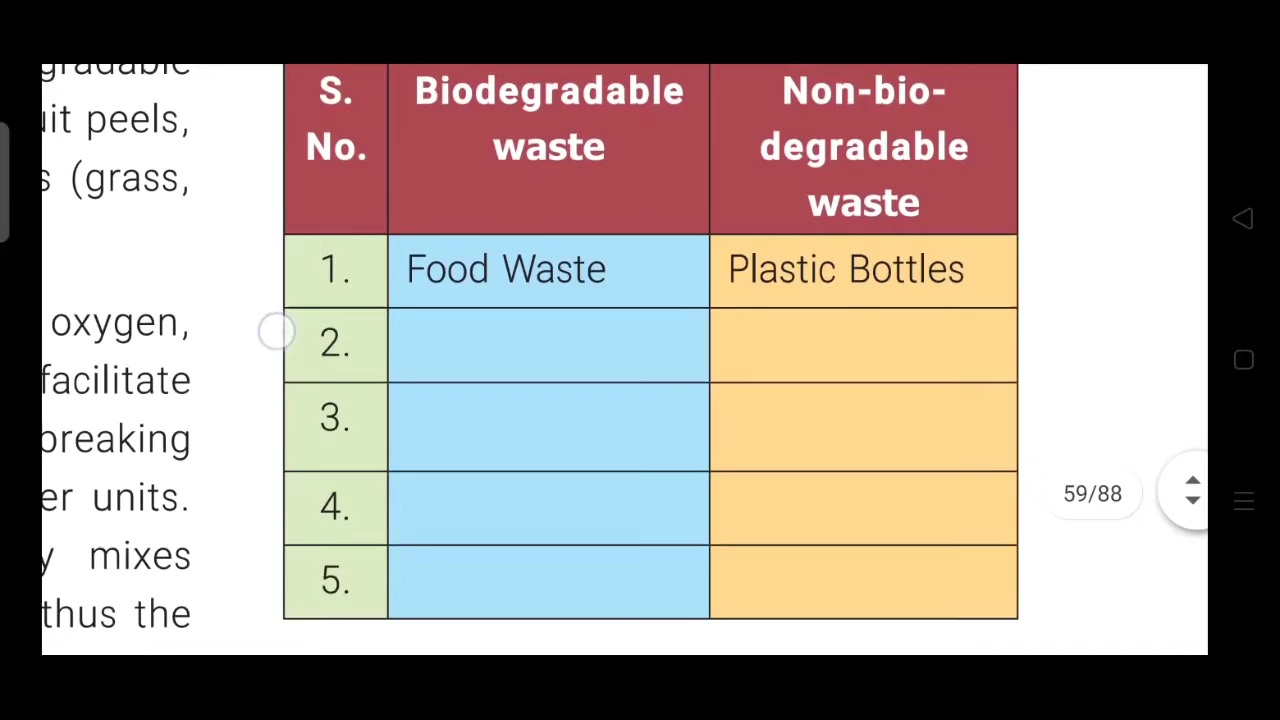 gradable
uit peels,
s (grass,
oxygen,
facilitate
breaking
er units.
y mixes
thus the
S. No.
Biodegradable waste
Non-bio-
degradable
waste
1. Food Waste Plastic Bottles
2.
3.
4.
5.
59/88